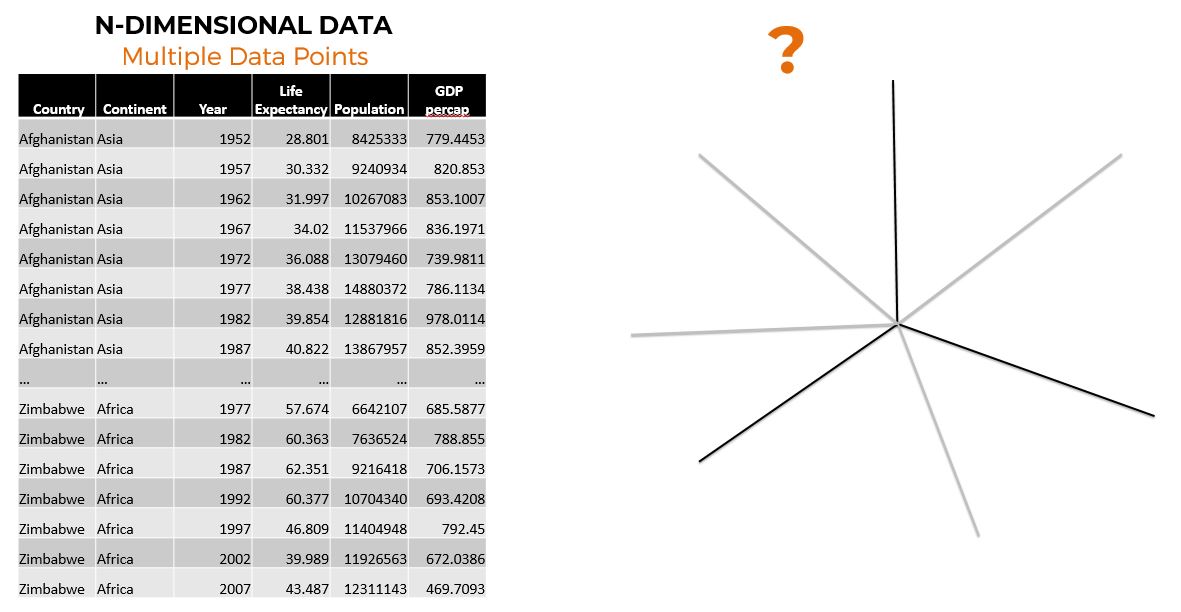 N-DIMENSIONAL DATA
Multiple Data Points
Country Continent Year Life Expectancy Population GDP percap
Afghanistan Asia 1952 28.801 8425333 779.4453
Afghanistan Asia 1957 30.332 9240934 820.853
Afghanistan Asia 1962 31.997 10267083 853.1007
Afghanistan Asia 1967 34.02 11537966 836.1971
Afghanistan Asia 1972 36.088 13079460 739.9811
Afghanistan Asia 1977 38.438 14880372 786.1134
Afghanistan Asia 1982 39.854 12881816 978.0114
Afghanistan Asia 1987 40.822 13867957 852.3959
... ... ... ... ... ...
Zimbabwe Africa 1977 57.674 6642107 685.5877
Zimbabwe Africa 1982 60.363 7636524 788.855
Zimbabwe Africa 1987 62.351 9216418 706.1573
Zimbabwe Africa 1992 60.377 10704340 693.4208
Zimbabwe Africa 1997 46.809 11404948 792.45
Zimbabwe Africa 2002 39.989 11926563 672.0386
Zimbabwe Africa 2007 43.487 12311143 469.7093
?